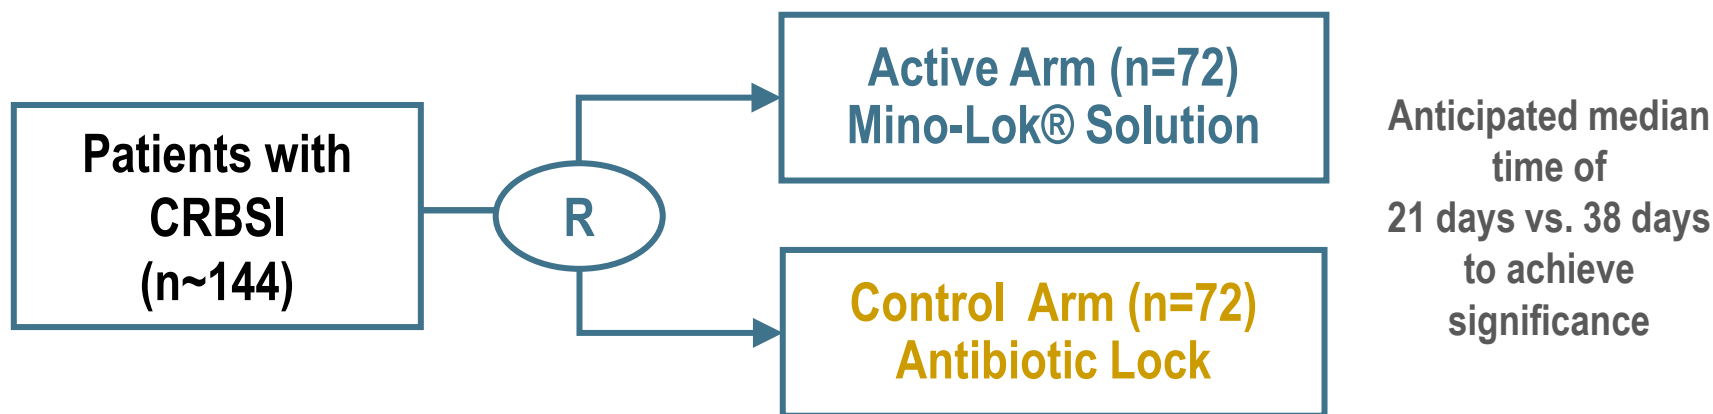 Patients with
CRBSI
(n~144)
R
Active Arm (n=72)
Mino-Lok® Solution
Control Arm (n=72)
Antibiotic Lock
Anticipated median
time of
21 days vs. 38 days
to achieve
significance